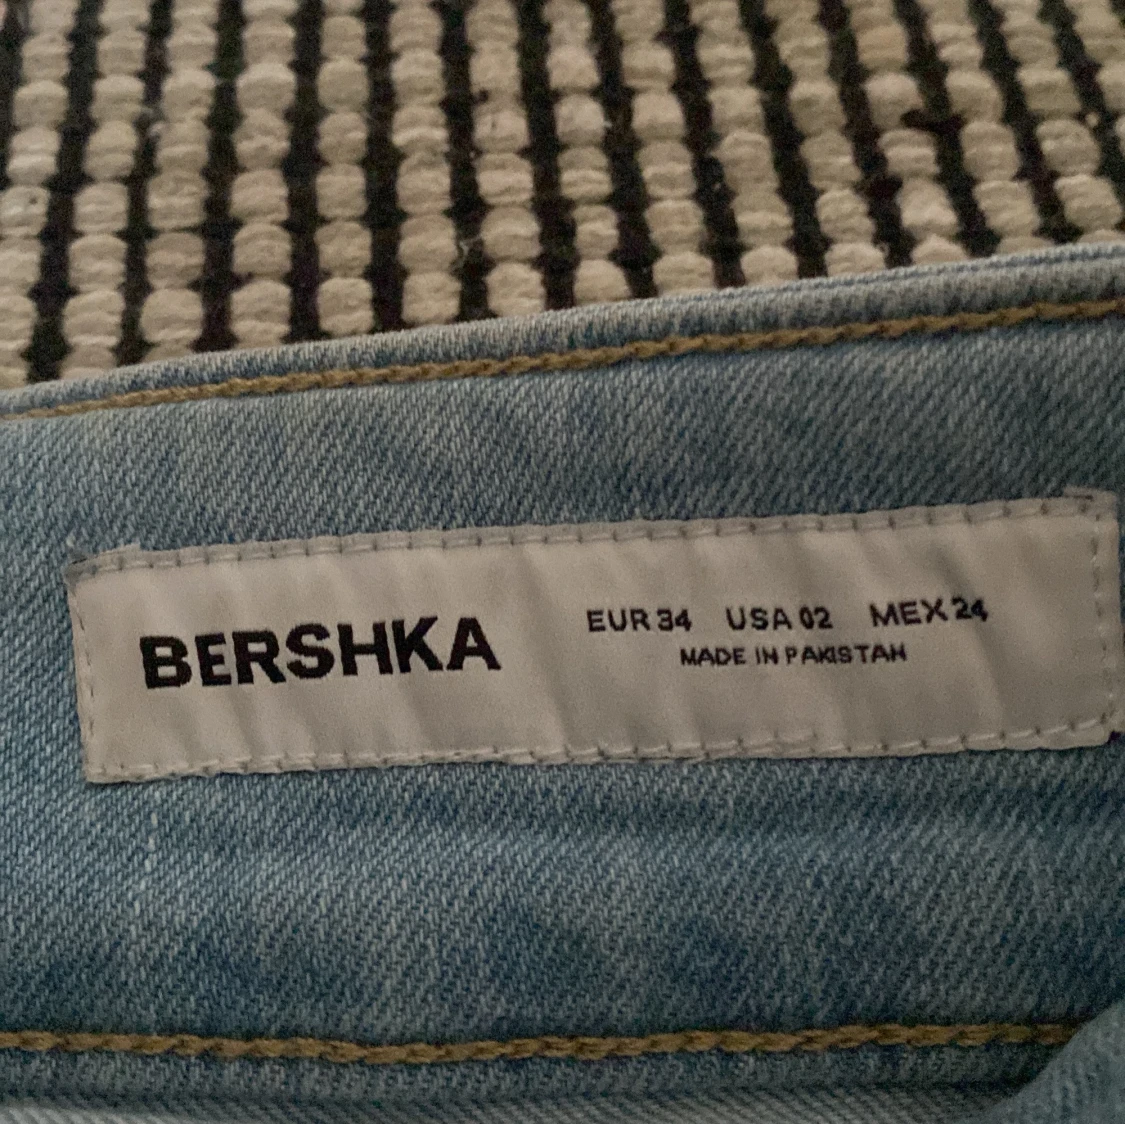 BERSHKA
EUR 34 USA 02 MEX 24
MADE IN PAKISTAN